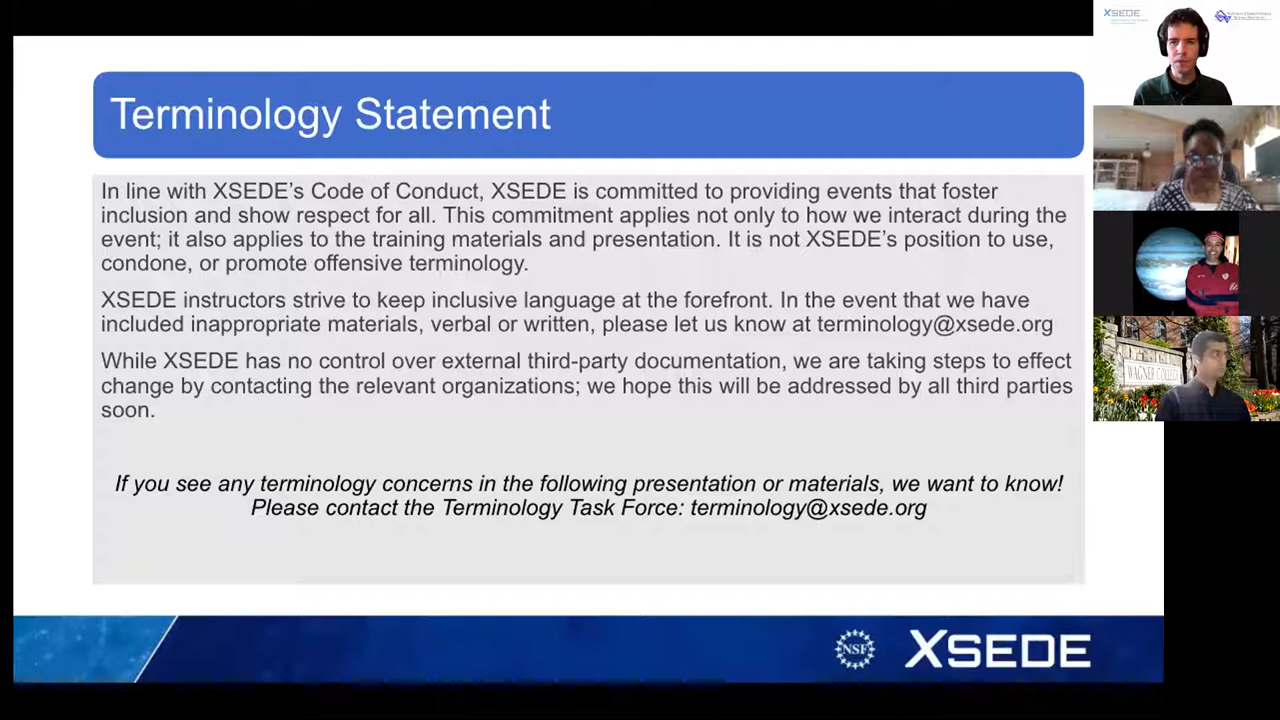 Terminology Statement
In line with XSEDE's Code of Conduct, XSEDE is committed to providing events that foster
inclusion and show respect for all. This commitment applies not only to how we interact during the
event; it also applies to the training materials and presentation. It is not XSEDE's position to use,
condone, or promote offensive terminology.
XSEDE instructors strive to keep inclusive language at the forefront. In the event that we have
included inappropriate materials, verbal or written, please let us know at terminology@xsede.org
While XSEDE has no control over external third-party documentation, we are taking steps to effect
change by contacting the relevant organizations; we hope this will be addressed by all third parties
soon.
If you see any terminology concerns in the following presentation or materials, we want to know!
Please contact the Terminology Task Force: terminology@xsede.org
NSF
XSEDE
XSEDE
WAGNER COLLEGE